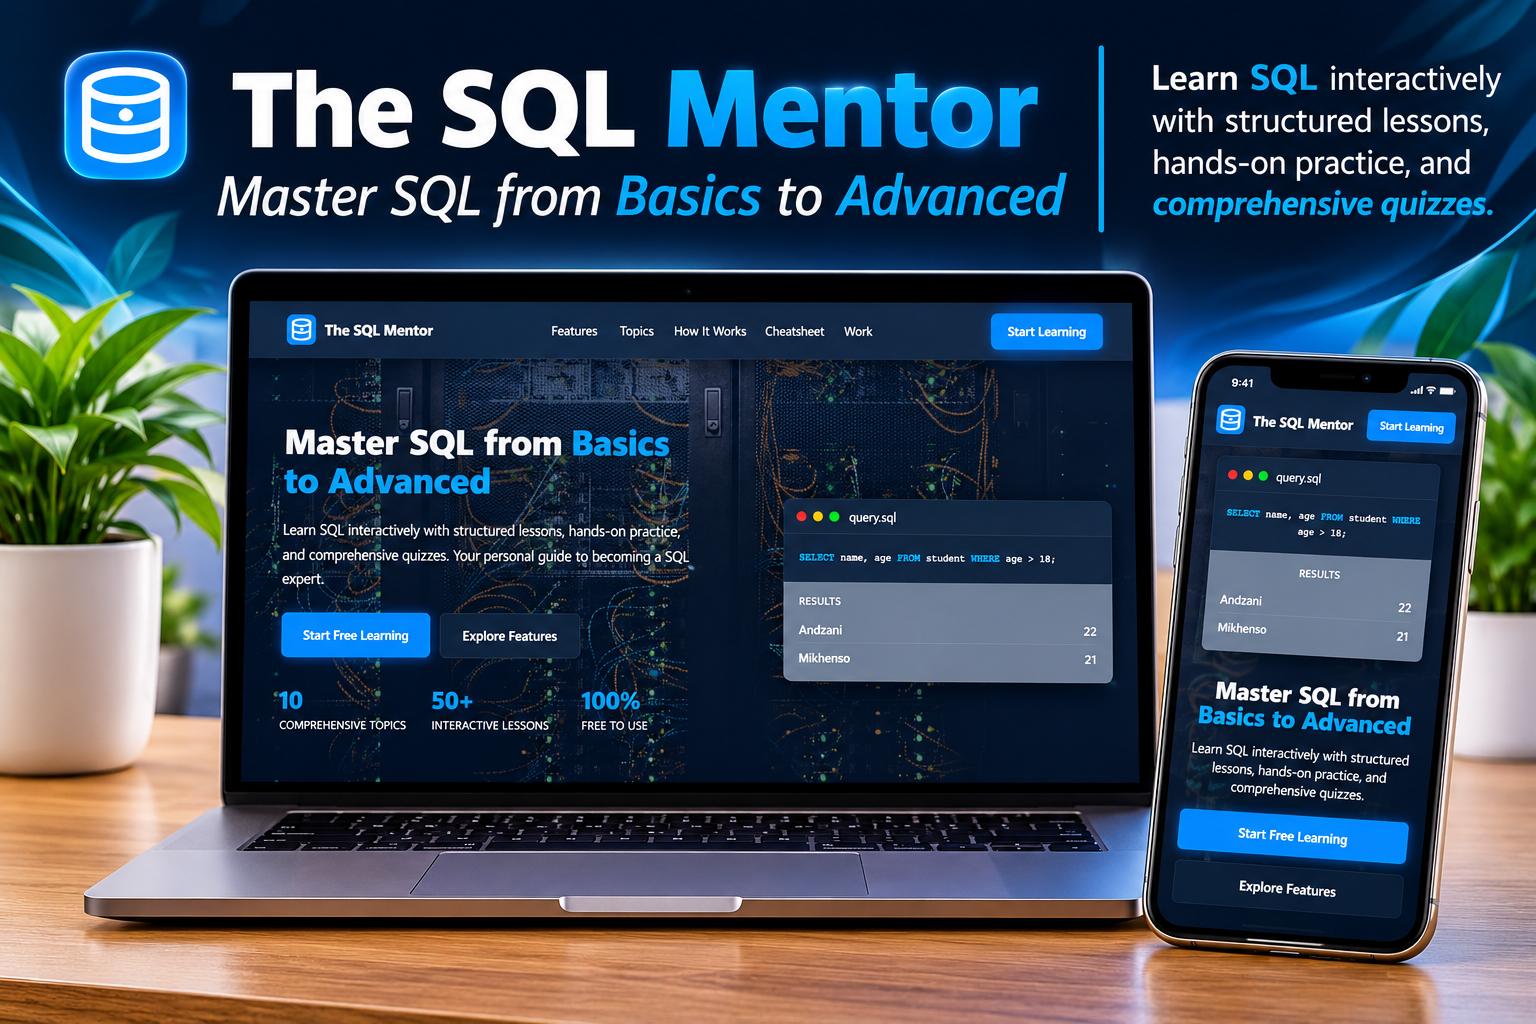 The SQL Mentor
Master SQL from Basics to Advanced
Learn SQL interactively
with structured lessons,
hands-on practice, and
comprehensive quizzes.
The SQL Mentor
Features
Topics
How It Works
Cheatsheet
Work
Start Learning
Master SQL from Basics
to Advanced
Learn SQL interactively with structured lessons, hands-on practice,
and comprehensive quizzes. Your personal guide to becoming a SQL
expert.
Start Free Learning
Explore Features
10
COMPREHENSIVE TOPICS
50+
INTERACTIVE LESSONS
100%
FREE TO USE
query.sql
SELECT name, age FROM student WHERE age > 18;
RESULTS
Andzani 22
Mikhenso 21
9:41
The SQL Mentor
Start Learning
query.sql
SELECT name, age FROM student WHERE
age > 18;
RESULTS
Andzani 22
Mikhenso 21
Master SQL from
Basics to Advanced
Learn SQL interactively with structured
lessons, hands-on practice, and
comprehensive quizzes.
Start Free Learning
Explore Features